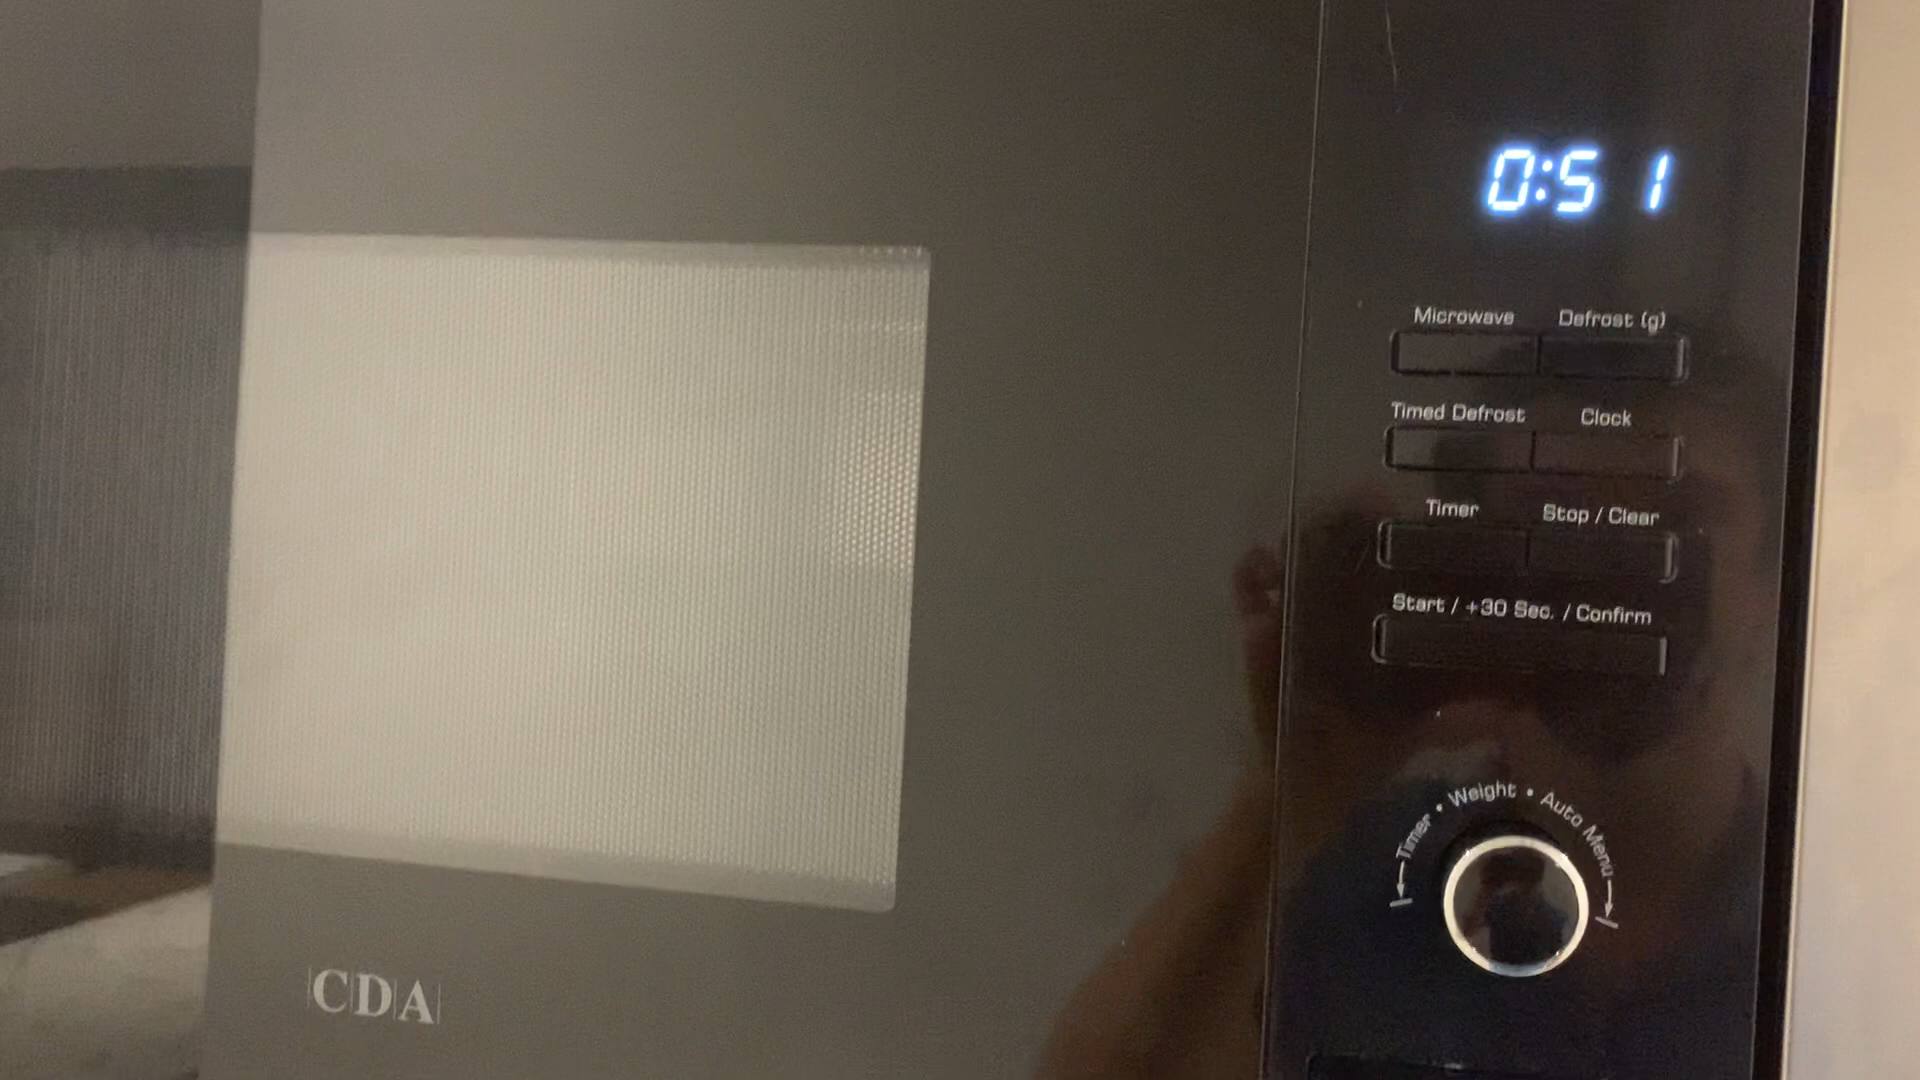 0:51
Microwave Defrost (g)
Timed Defrost Clock
Timer Stop / Clear
Start / +30 Sec. / Confirm
Timer • Weight • Auto Menu
CDA